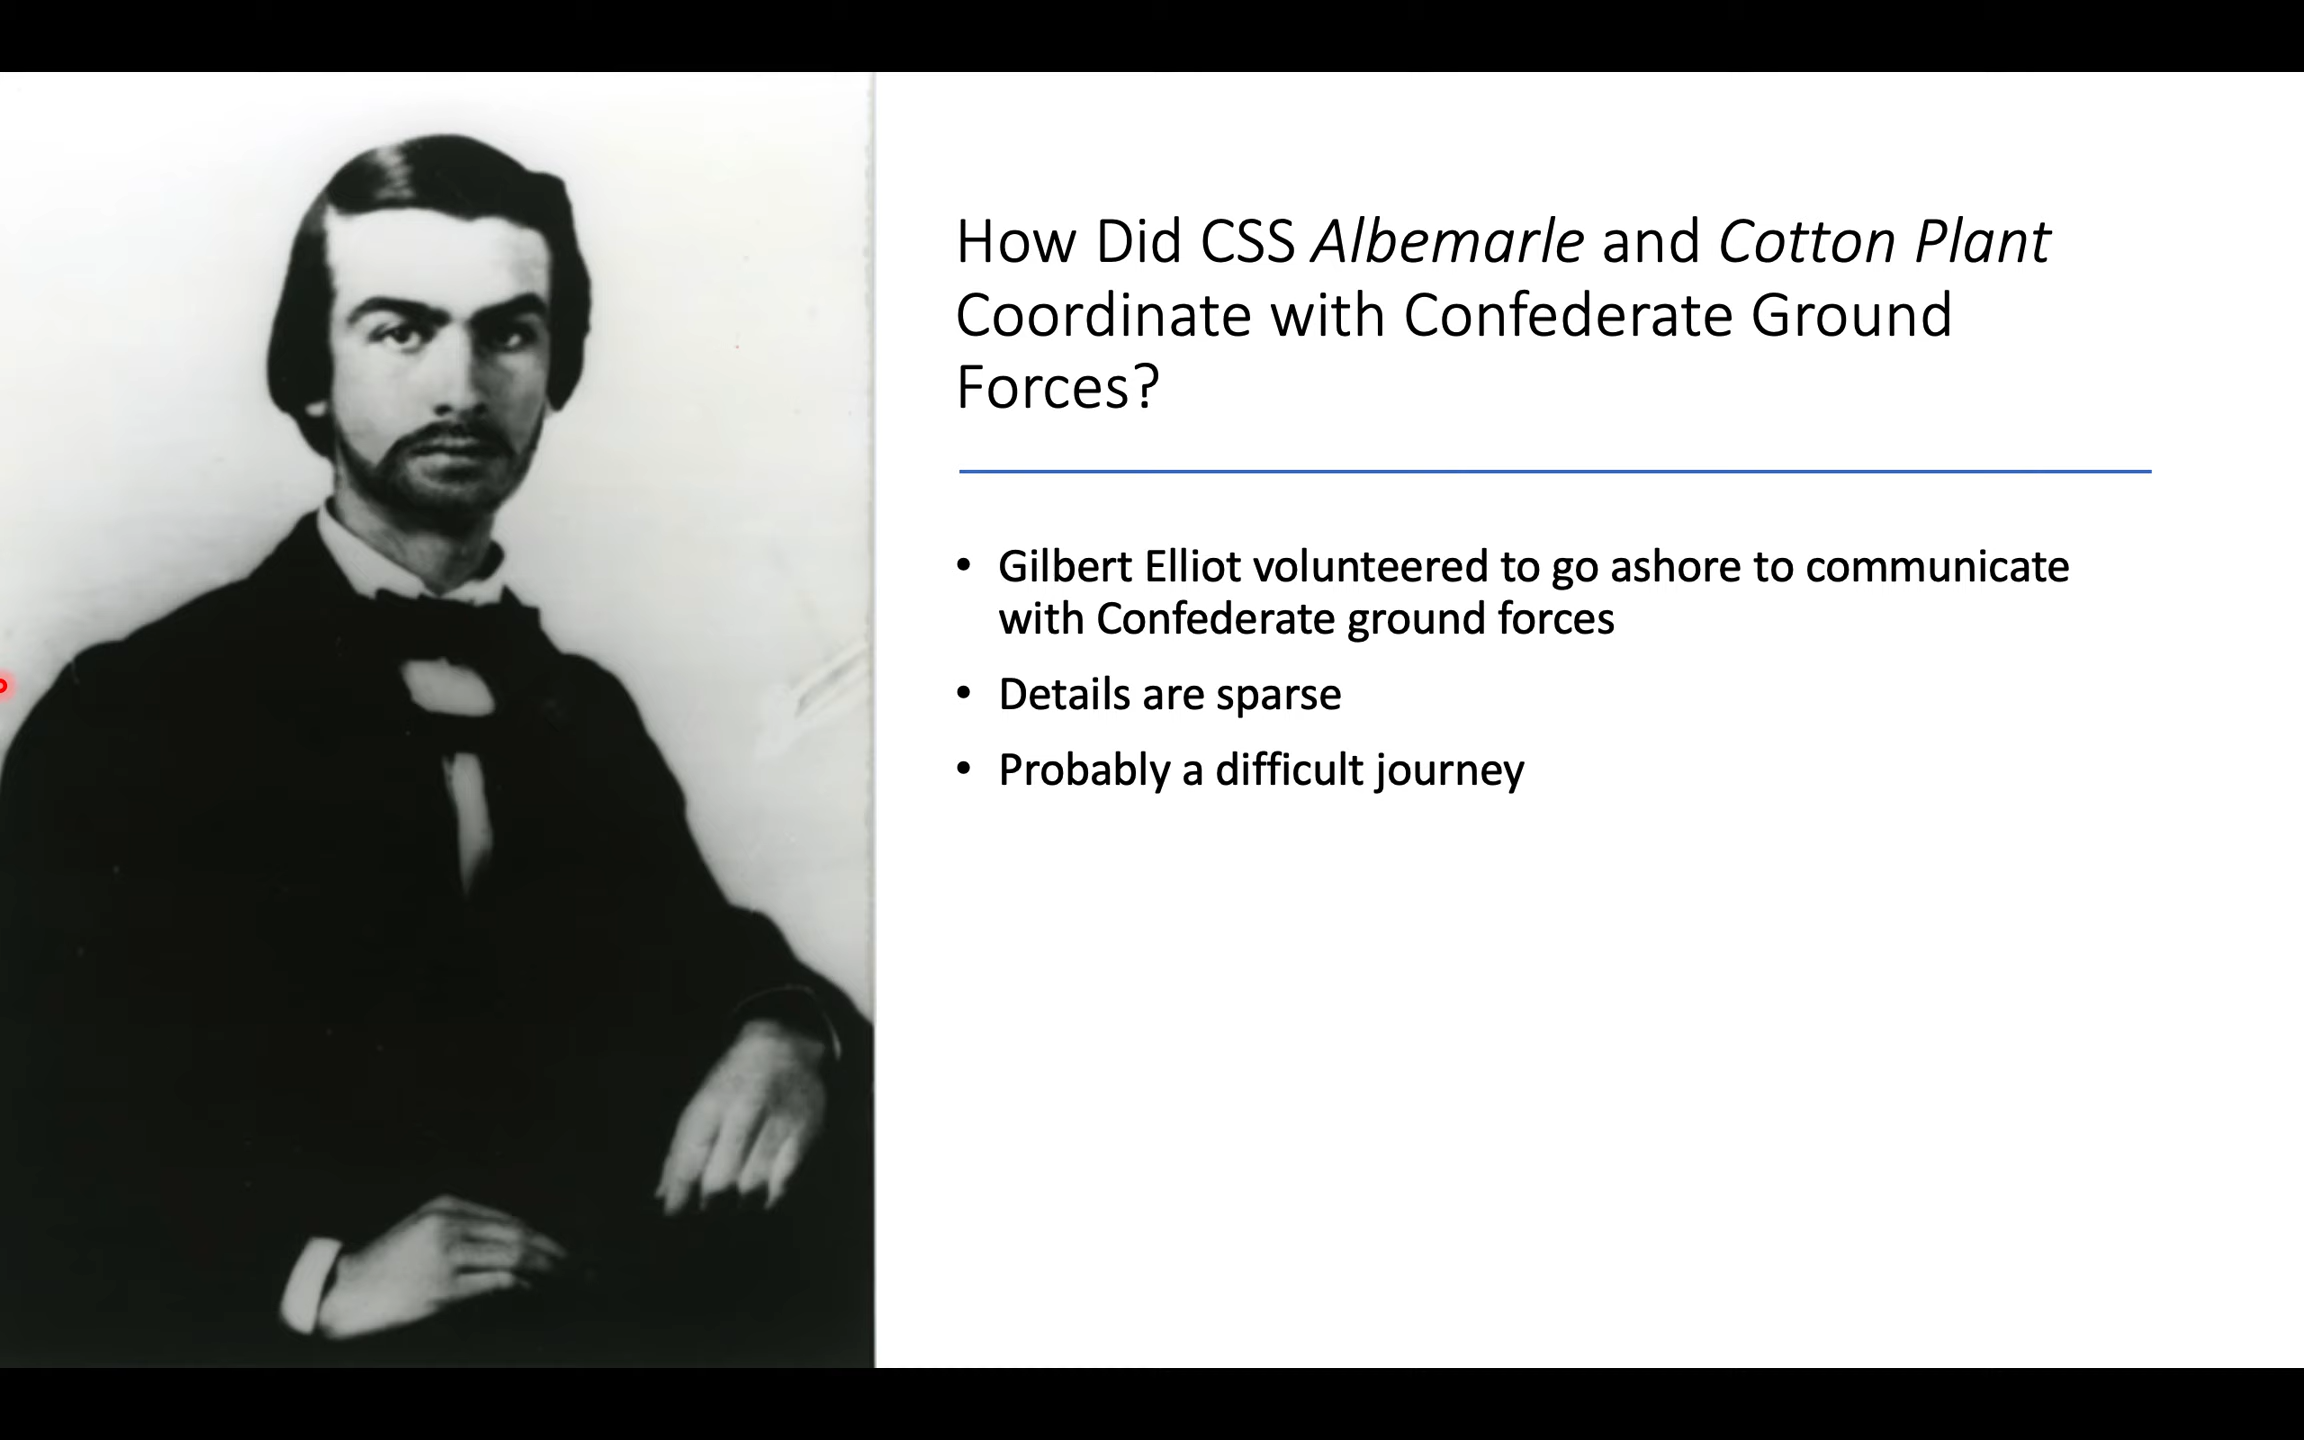 How Did CSS Albemarle and Cotton Plant
Coordinate with Confederate Ground
Forces?
• Gilbert Elliot volunteered to go ashore to communicate
with Confederate ground forces
• Details are sparse
• Probably a difficult journey